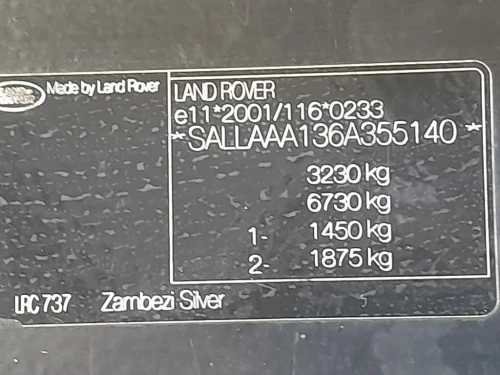 Made by Land Rover
LAND ROVER
e11*2001/116*0233
*SALLAAA136A355140*
3230 kg
6730 kg
1- 1450 kg
2- 1875 kg
LRC 737 Zambezi Silver